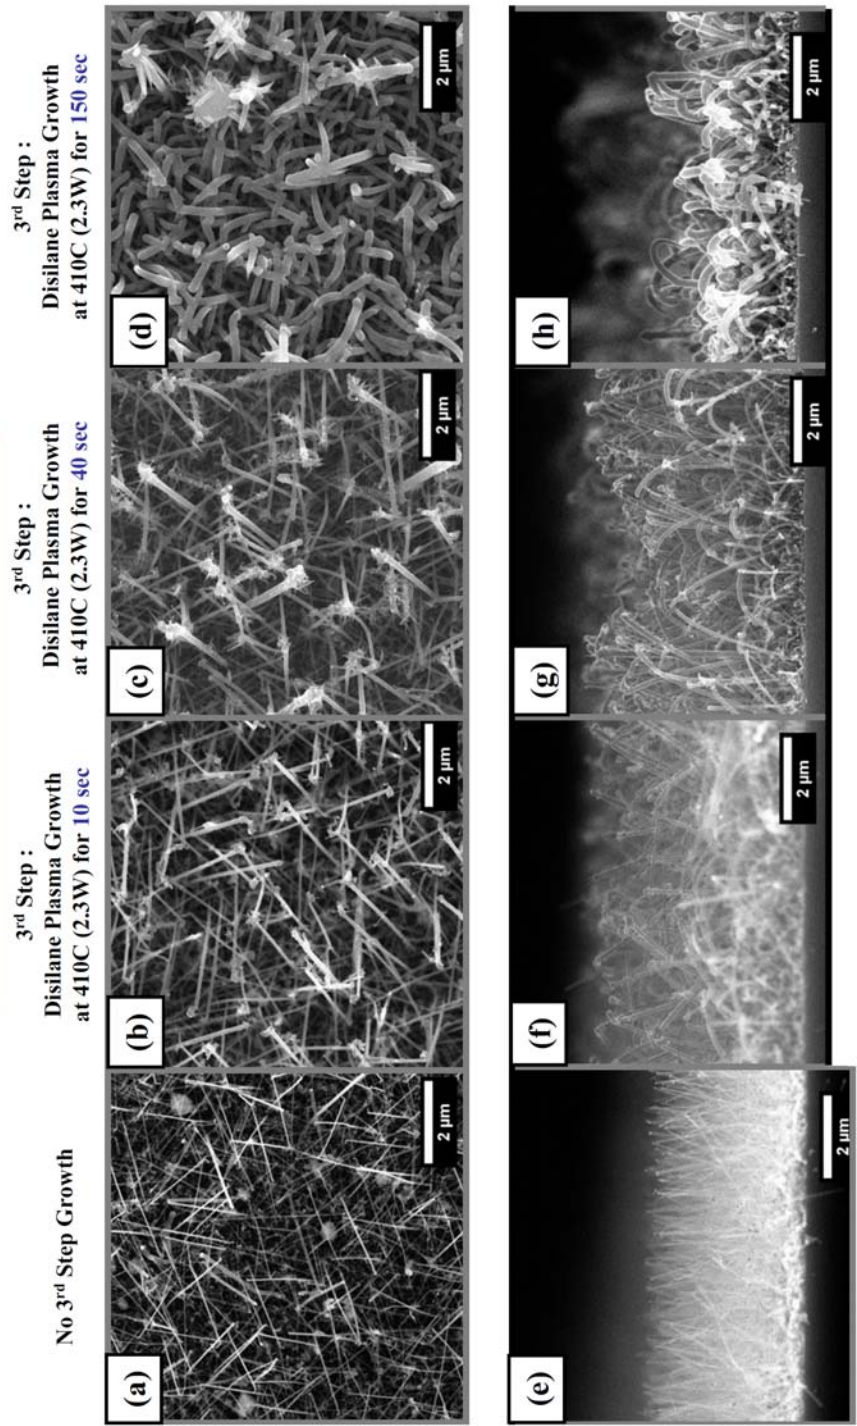 No 3rd Step Growth
3rd Step :
Disilane Plasma Growth
at 410C (2.3W) for 10 sec
3rd Step :
Disilane Plasma Growth
at 410C (2.3W) for 40 sec
3rd Step :
Disilane Plasma Growth
at 410C (2.3W) for 150 sec
(a)
2 µm
(b)
2 µm
(c)
2 µm
(d)
2 µm
(e)
2 µm
(f)
2 µm
(g)
2 µm
(h)
2 µm